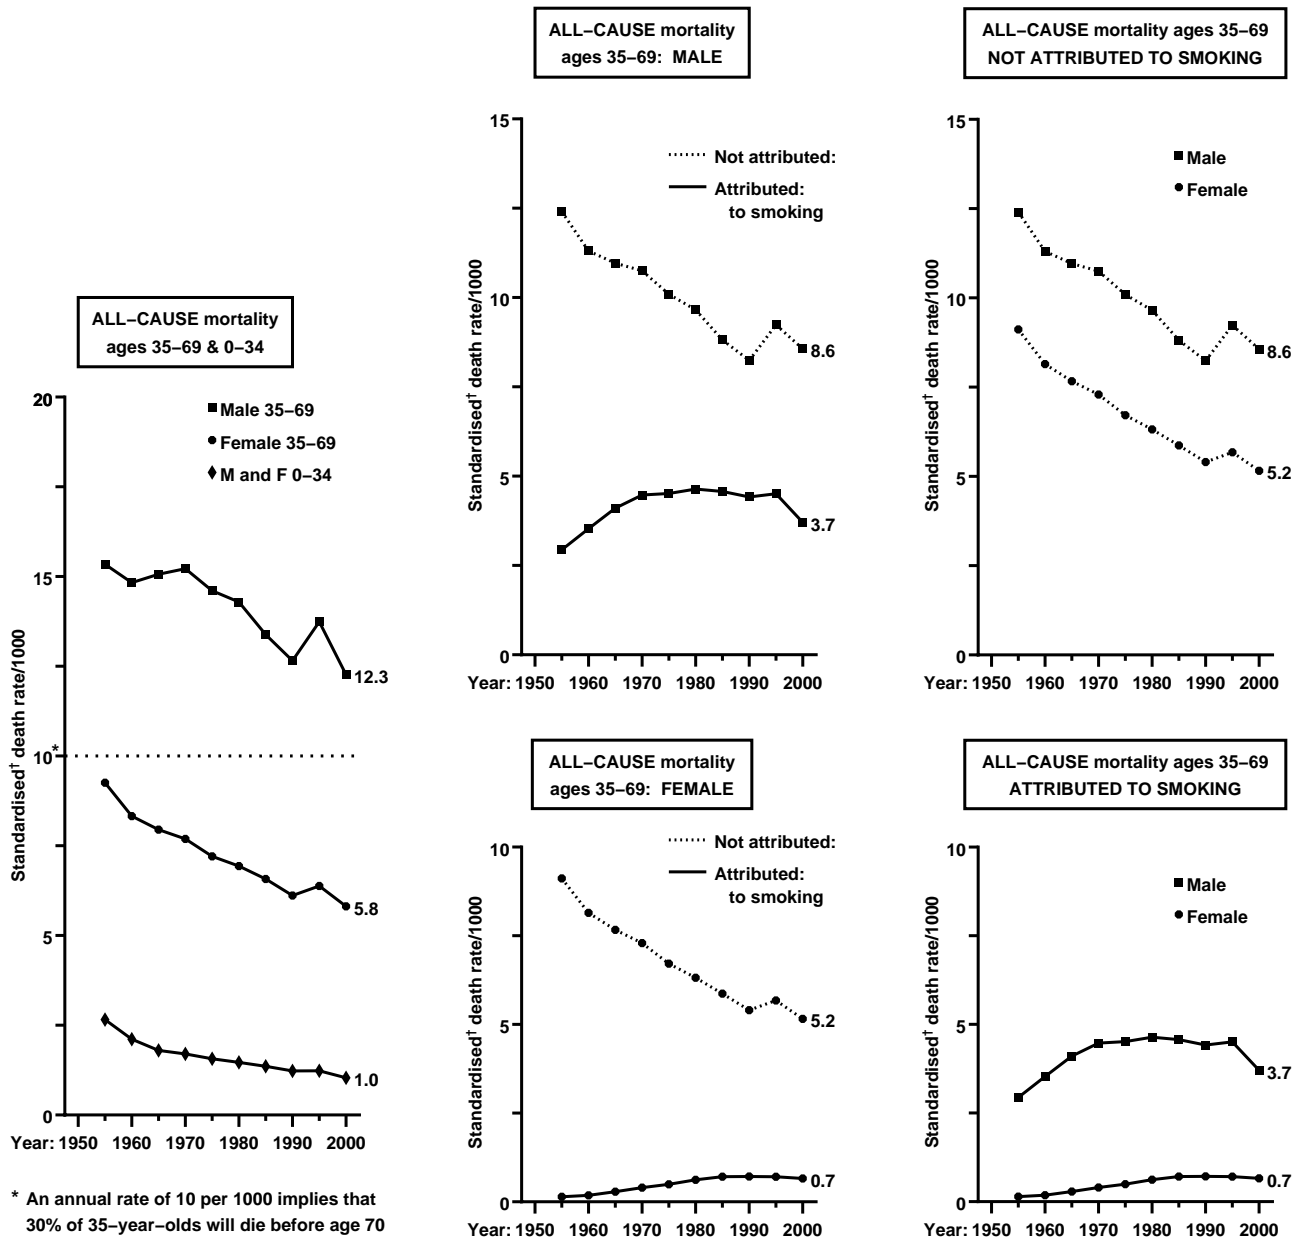 ALL−CAUSE mortality
ages 35−69 & 0−34
20
15
10*
5
0
Standardised† death rate/1000
Male 35−69
Female 35−69
M and F 0−34
12.3
5.8
1.0
Year: 1950 1960 1970 1980 1990 2000
* An annual rate of 10 per 1000 implies that
30% of 35−year−olds will die before age 70
ALL−CAUSE mortality
ages 35−69: MALE
15
10
5
0
Standardised† death rate/1000
Not attributed:
Attributed:
to smoking
8.6
3.7
Year: 1950 1960 1970 1980 1990 2000
ALL−CAUSE mortality ages 35−69
NOT ATTRIBUTED TO SMOKING
15
10
5
0
Standardised† death rate/1000
Male
Female
8.6
5.2
Year: 1950 1960 1970 1980 1990 2000
ALL−CAUSE mortality
ages 35−69: FEMALE
10
5
0
Standardised† death rate/1000
Not attributed:
Attributed:
to smoking
5.2
0.7
Year: 1950 1960 1970 1980 1990 2000
ALL−CAUSE mortality ages 35−69
ATTRIBUTED TO SMOKING
10
5
0
Standardised† death rate/1000
Male
Female
3.7
0.7
Year: 1950 1960 1970 1980 1990 2000